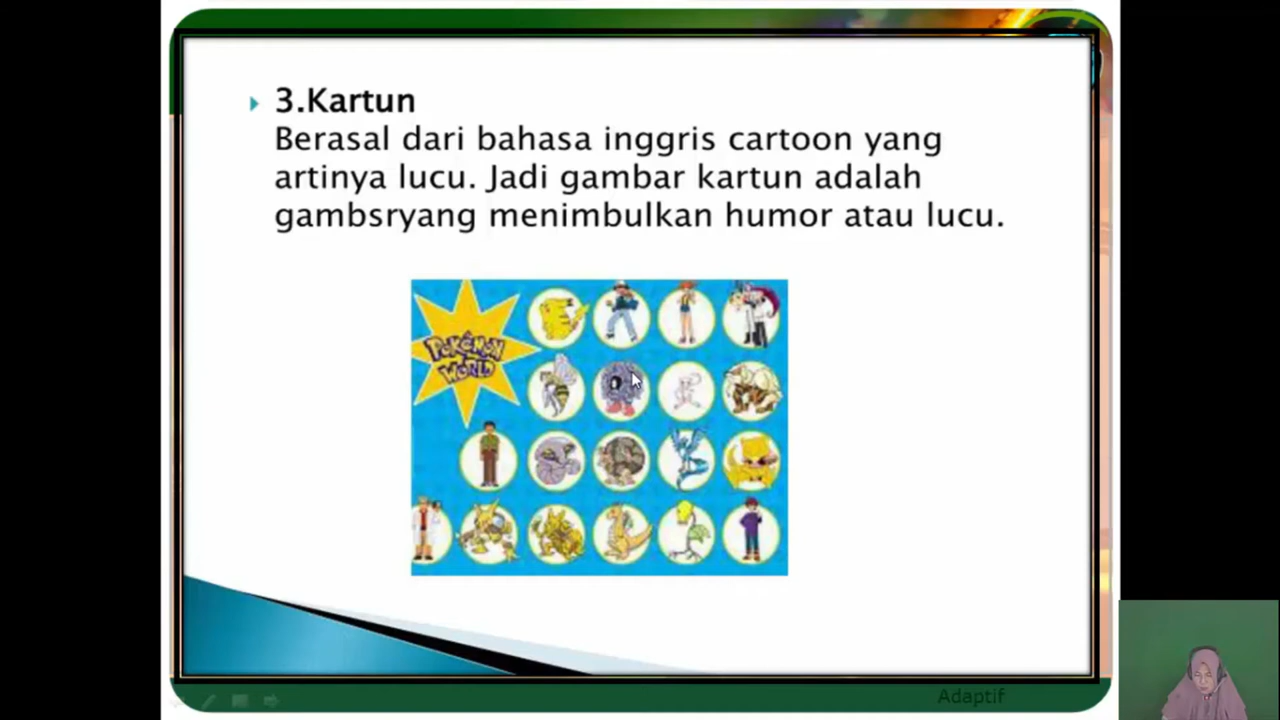 3.Kartun
Berasal dari bahasa inggris cartoon yang
artinya lucu. Jadi gambar kartun adalah
gambsryang menimbulkan humor atau lucu.
POKéMON
WORLD
Adaptif